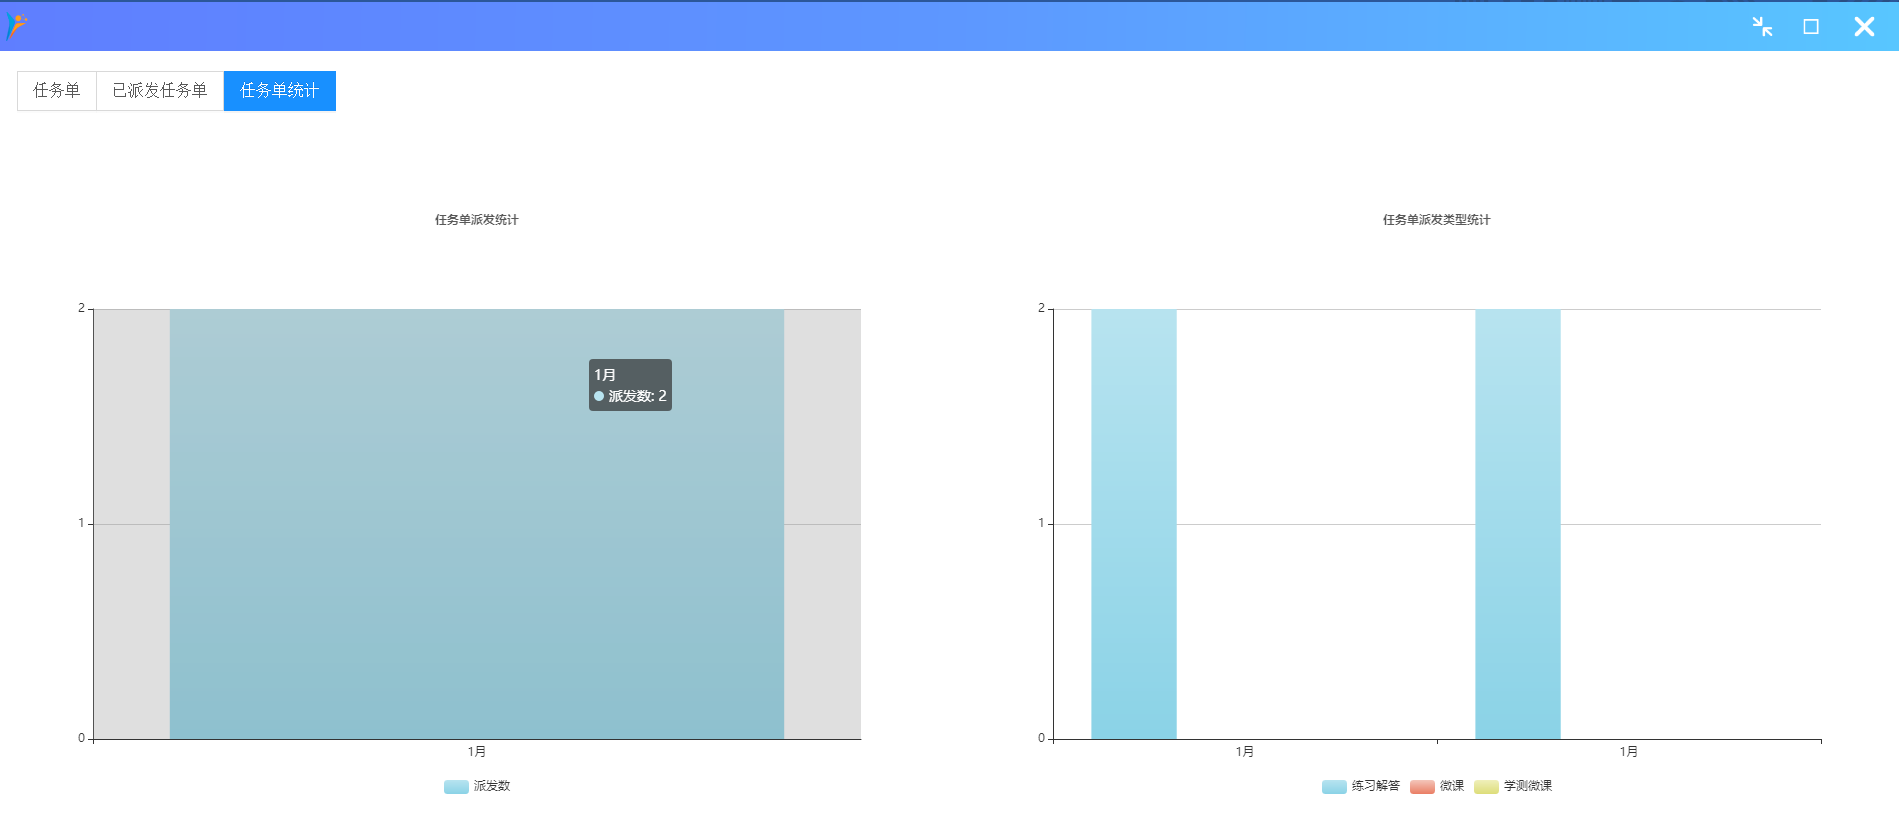 任务单
已派发任务单
任务单统计
任务单派发统计
2
1
0
1月
派发数: 2
1月
派发数
任务单派发类型统计
2
1
0
1月
1月
练习解答
微课
学测微课